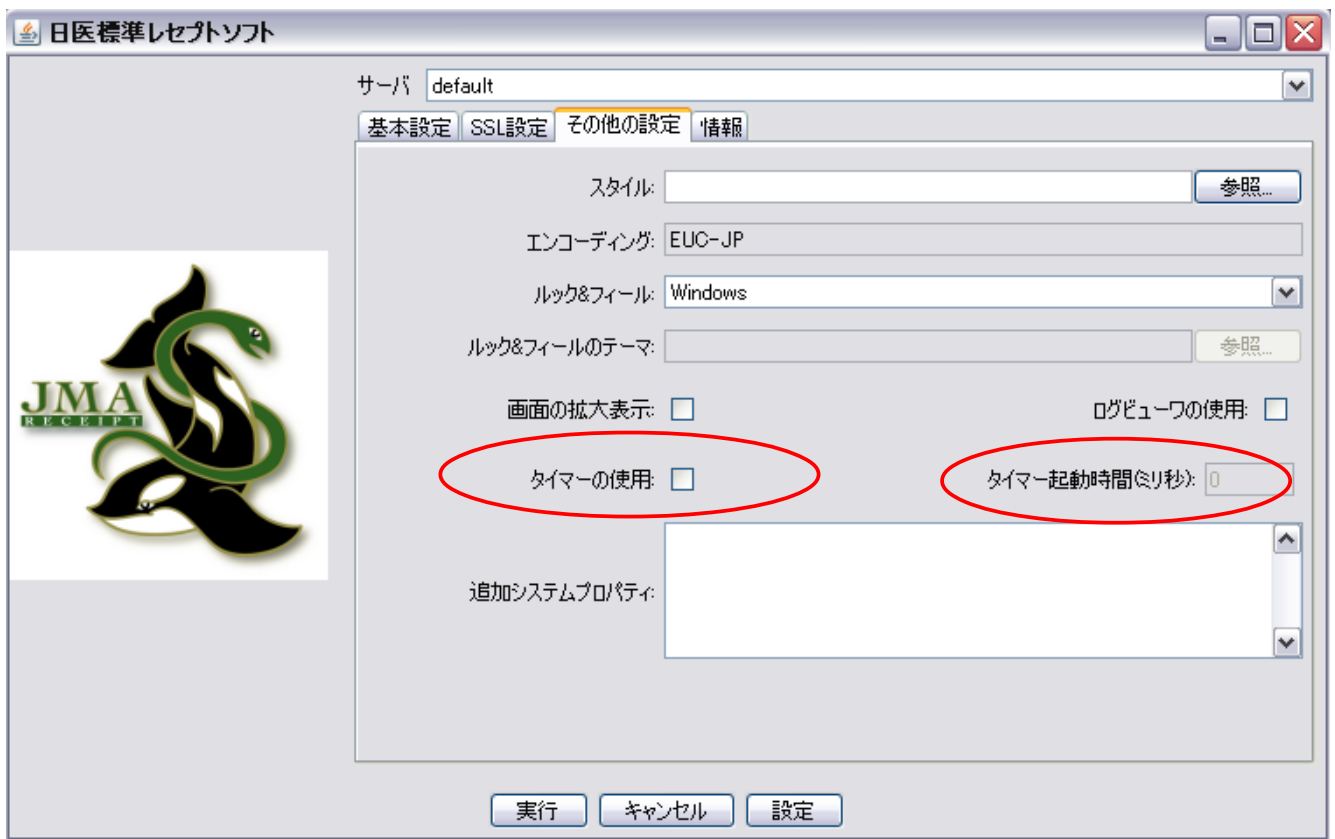 日医標準レセプトソフト
サーバ default
基本設定 SSL設定 その他の設定 情報
スタイル: 参照...
エンコーディング: EUC-JP
ルック&フィール: Windows
ルック&フィールのテーマ: 参照...
JMA
RECEIPT
画面の拡大表示: ログビューワの使用:
タイマーの使用: タイマー起動時間(ミリ秒): 0
追加システムプロパティ:
実行 キャンセル 設定